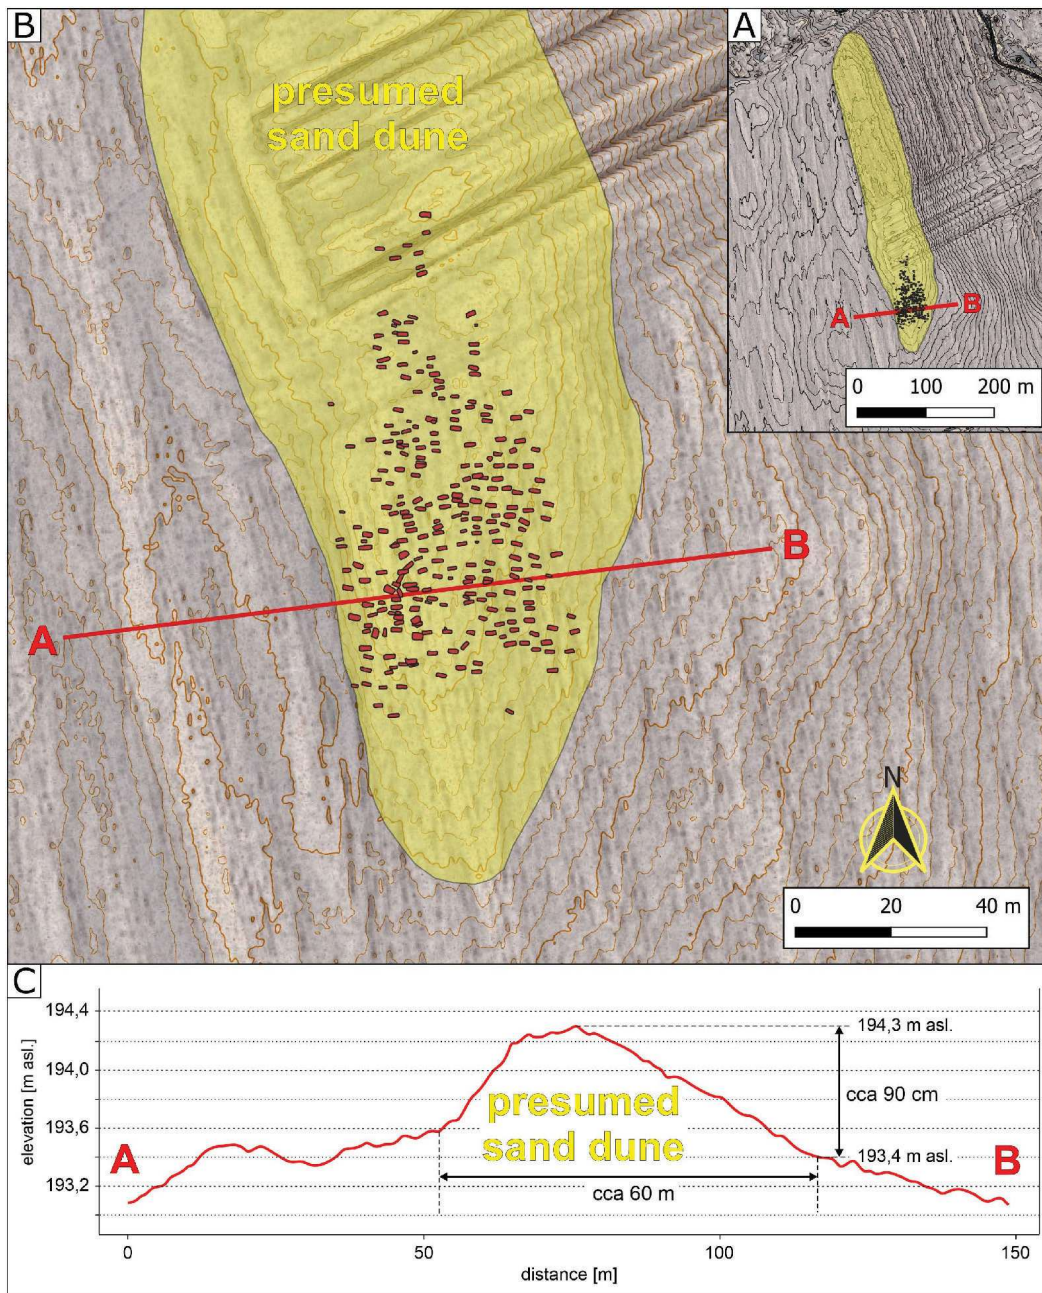 B
presumed
sand dune
A
B
N
0 20 40 m
A
A
B
0 100 200 m
C
elevation [m asl.]
194,4
194,0
193,6
193,2
A
presumed
sand dune
cca 60 m
194,3 m asl.
cca 90 cm
193,4 m asl.
B
0 50 100 150
distance [m]